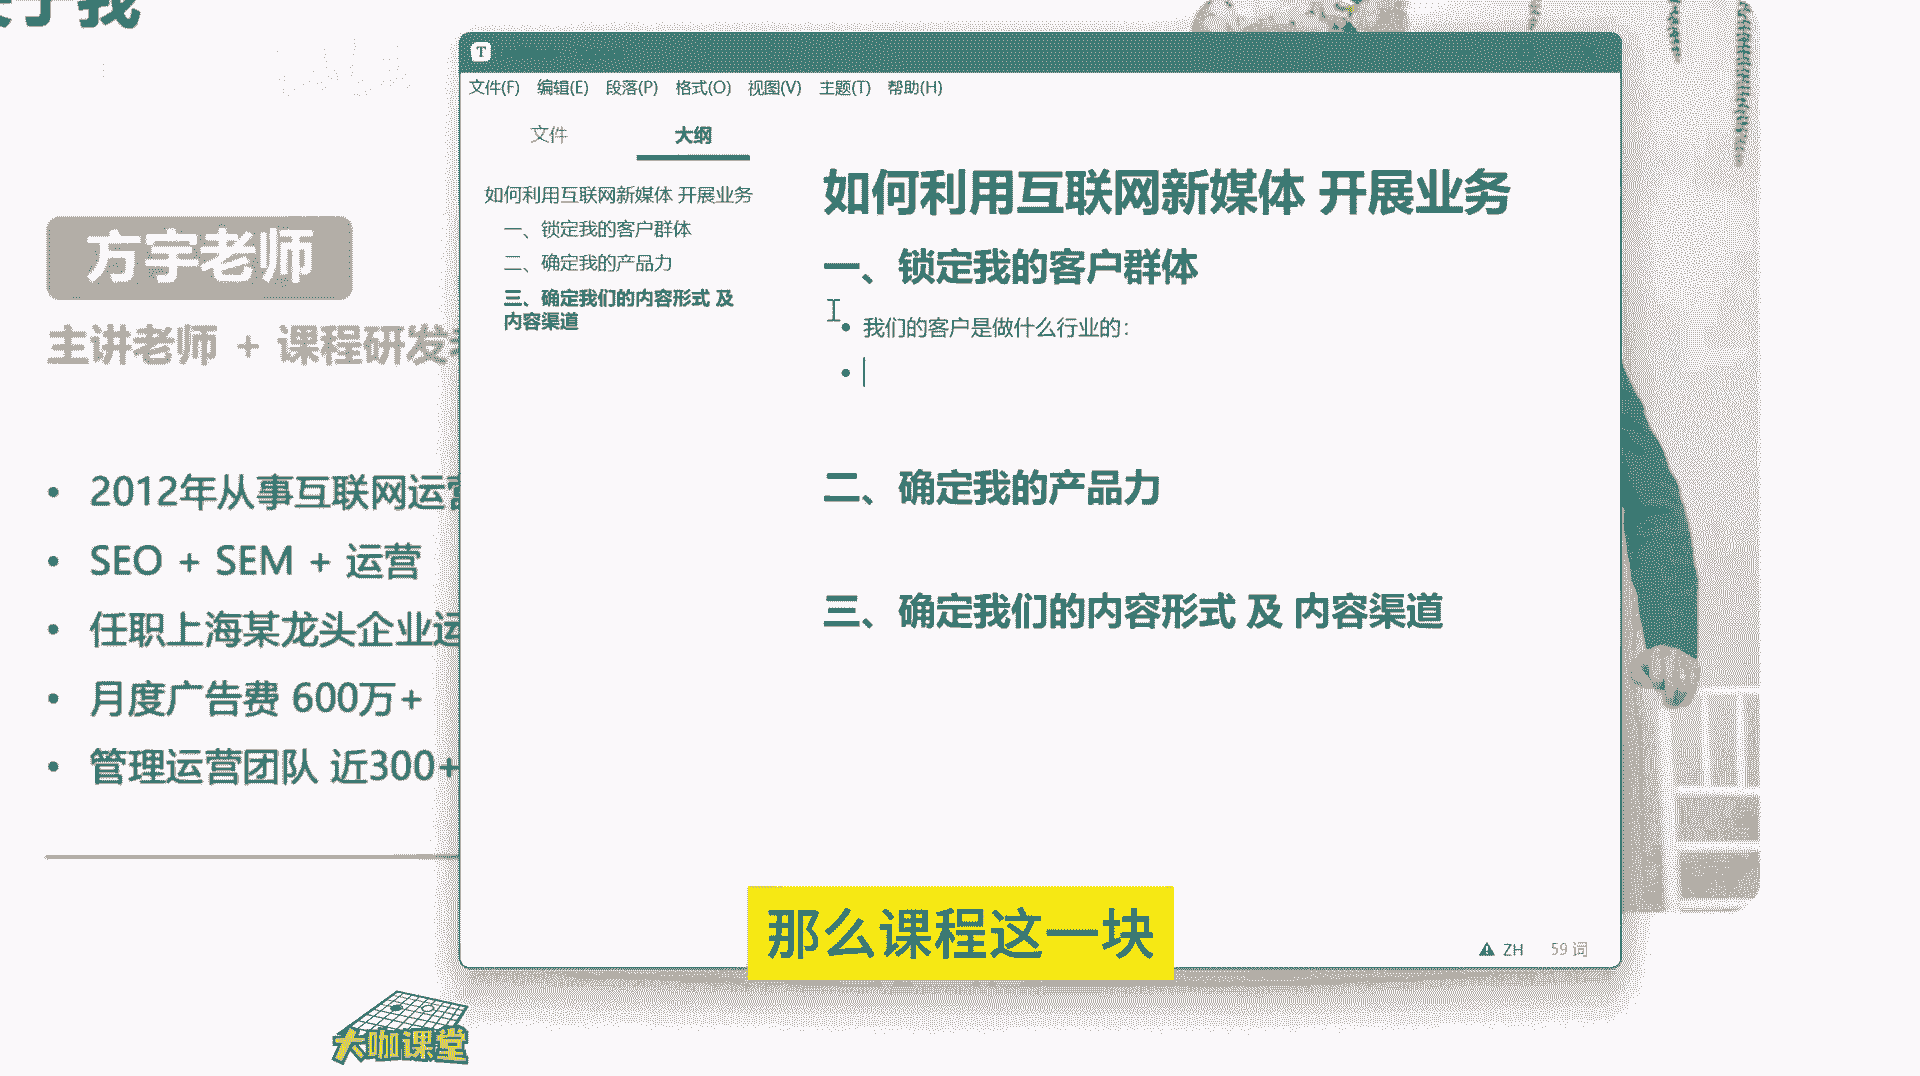 于我
方宇老师
主讲老师 + 课程研发
2012年从事互联网运营
SEO + SEM + 运营
任职上海某龙头企业运
月度广告费 600万+
管理运营团队 近300+
大咖课堂
T
文件(F) 编辑(E) 段落(P) 格式(O) 视图(V) 主题(T) 帮助(H)
文件 大纲
如何利用互联网新媒体 开展业务
一、锁定我的客户群体
二、确定我的产品力
三、确定我们的内容形式 及
内容渠道
如何利用互联网新媒体 开展业务
一、锁定我的客户群体
我们的客户是做什么行业的：
二、确定我的产品力
三、确定我们的内容形式 及 内容渠道
ZH 59 词
那么课程这一块